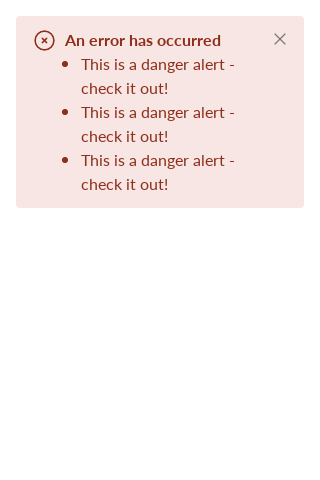 An error has occurred
This is a danger alert -
check it out!
This is a danger alert -
check it out!
This is a danger alert -
check it out!